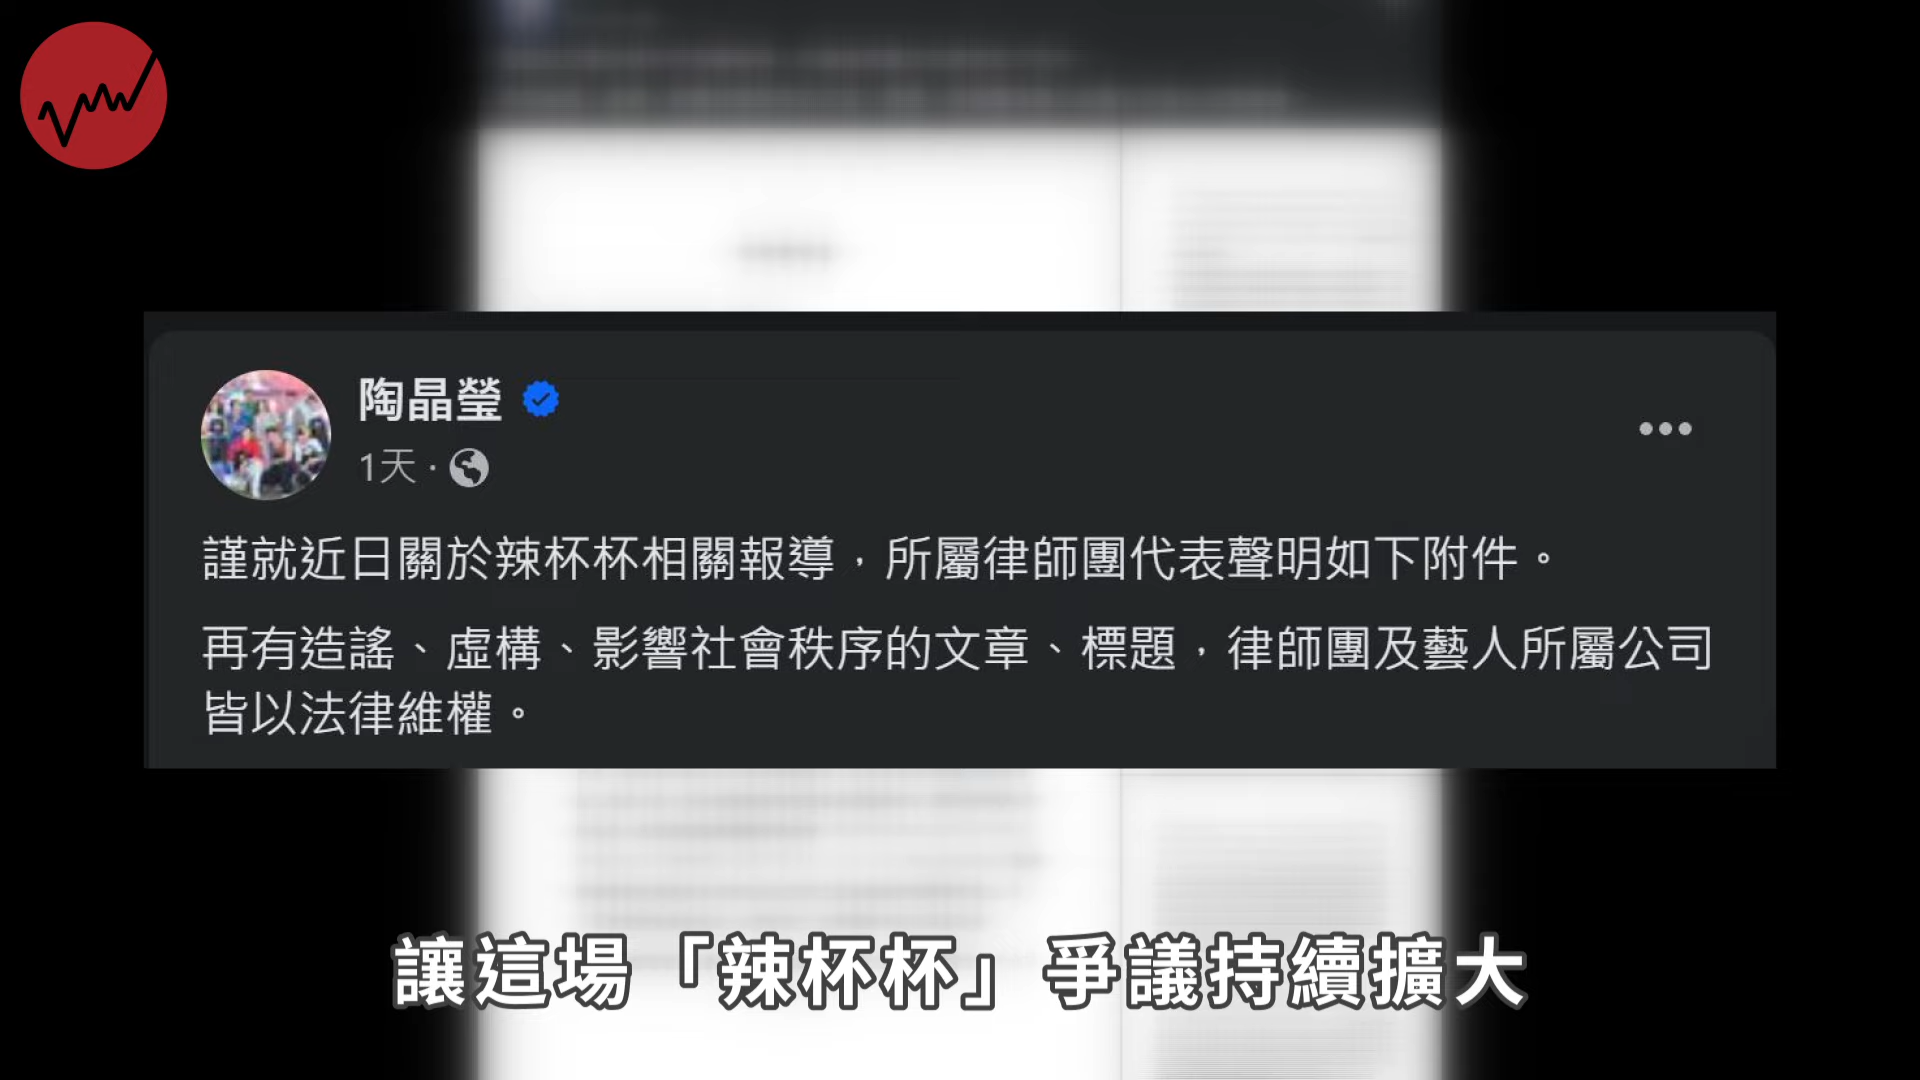 陶晶瑩
1天 ·
謹就近日關於辣杯杯相關報導，所屬律師團代表聲明如下附件。
再有造謠、虛構、影響社會秩序的文章、標題，律師團及藝人所屬公司
皆以法律維權。
讓這場「辣杯杯」爭議持續擴大